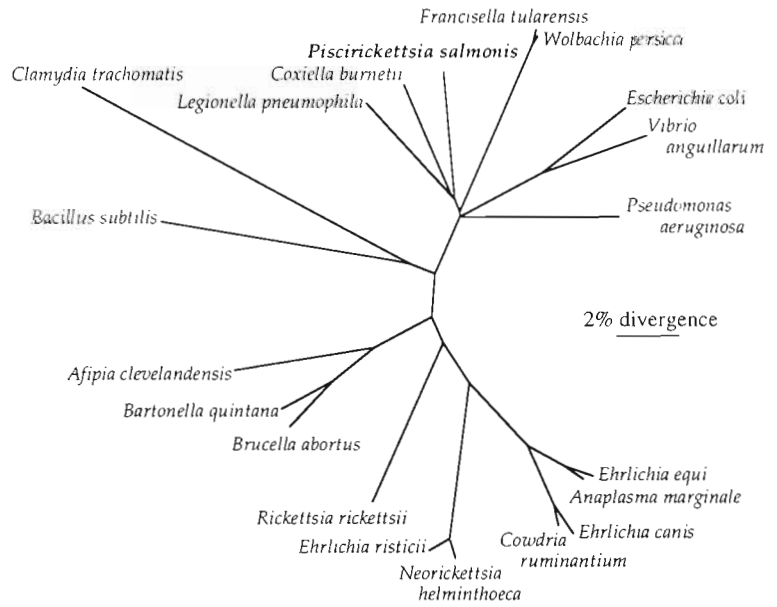 Francisella tularensis
Wolbachia persica
Piscirickettsia salmonis
Clamydia trachomatis
Coxiella burnetii
Legionella pneumophila
Escherichia coli
Vibrio
anguillarum
Bacillus subtilis
Pseudomonas
aeruginosa
2% divergence
Afipia clevelandensis
Bartonella quintana
Brucella abortus
Ehrlichia equi
Anaplasma marginale
Rickettsia rickettsii
Ehrlichia risticii
Cowdria
ruminantium
Ehrlichia canis
Neorickettsia
helminthoeca